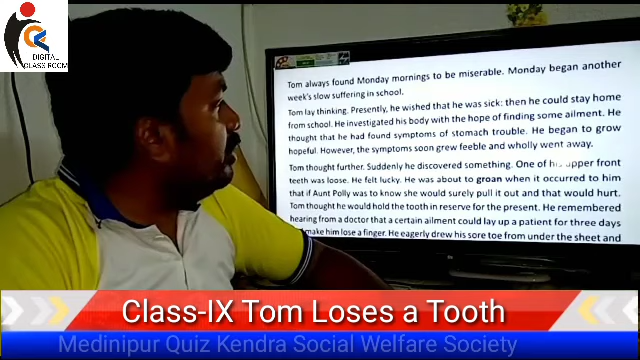 DIGITAL
CLASS ROOM
Tom always found Monday mornings to be miserable. Monday began another
week's slow suffering in school.
Tom lay thinking. Presently, he wished that he was sick: then he could stay home
from school. He investigated his body with the hope of finding some ailment. He
thought that he had found symptoms of stomach trouble. He began to grow
hopeful. However, the symptoms soon grew feeble and wholly went away.
Tom thought further. Suddenly he discovered something. One of his upper front
teeth was loose. He felt lucky. He was about to groan when it occurred to him
that if Aunt Polly was to know she would surely pull it out and that would hurt.
Tom thought he would hold the tooth in reserve for the present. He remembered
hearing from a doctor that a certain ailment could lay up a patient for three days
and make him lose a finger. He eagerly drew his sore toe from under the sheet and
Class-IX Tom Loses a Tooth
Medinipur Quiz Kendra Social Welfare Society